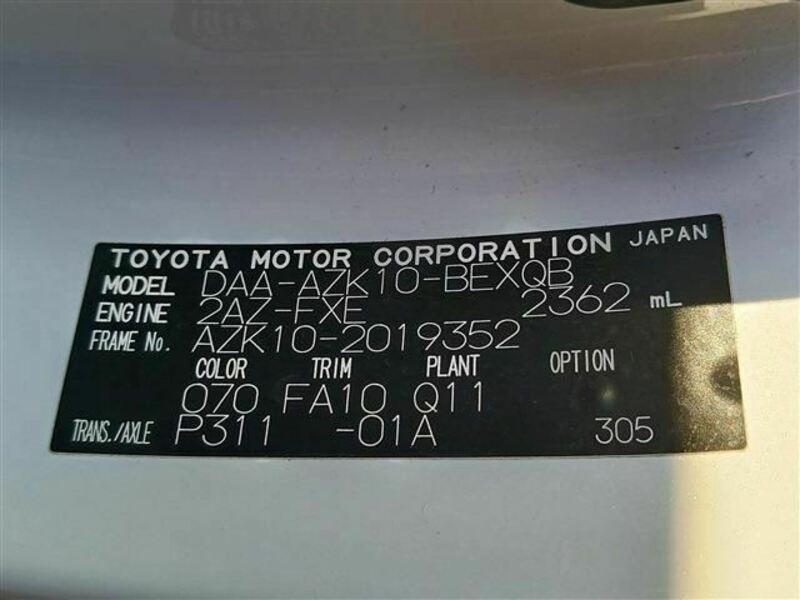 TOYOTA MOTOR CORPORATION JAPAN
MODEL DAA-AZK10-BEXQB
ENGINE 2AZ-FXE 2362 mL
FRAME No. AZK10-2019352
COLOR TRIM PLANT OPTION
070 FA10 Q11
TRANS./AXLE P311 -01A 305